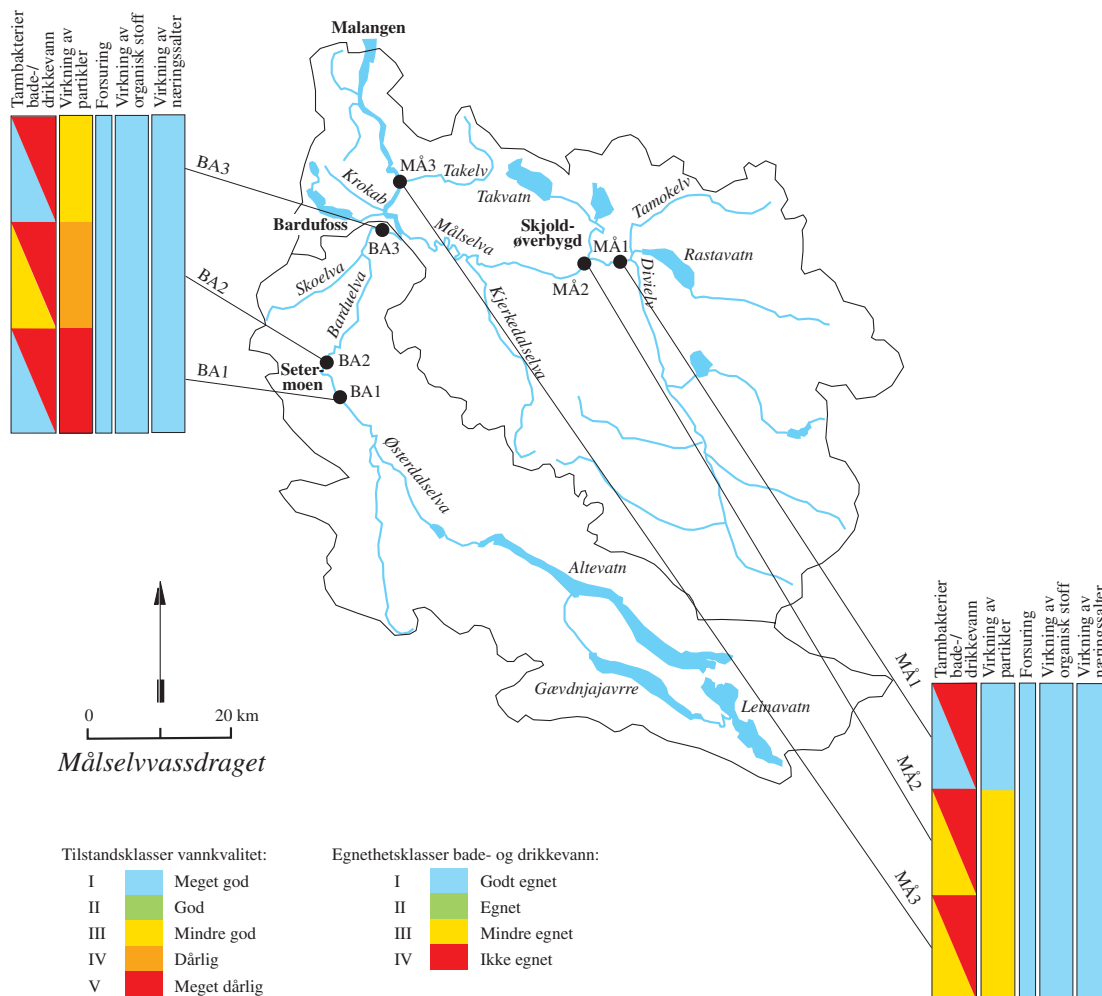 Tarmbakterier
bade-/
drikkevann
Virkning av
partikler
Forsuring
Virkning av
organisk stoff
Virkning av
næringssalter
BA3
BA2
BA1
Malangen
MÅ3
Takelv
Krokab
Takvatn
Tamokelv
Bardufoss
BA3
Målselva
Skjold-
øverbygd
MÅ1
MÅ2
Rastavatn
Divielv
Skoelva
Barduelva
Kjerkedalselva
BA2
Seter-
moen
BA1
Østerdalselva
Altevatn
Gævdnjajavrre
Leinavatn
0 20 km
Målselvvassdraget
MÅ1
MÅ2
MÅ3
Tarmbakterier
bade-/
drikkevann
Virkning av
partikler
Forsuring
Virkning av
organisk stoff
Virkning av
næringssalter
Tilstandsklasser vannkvalitet:
I Meget god
II God
III Mindre god
IV Dårlig
V Meget dårlig
Egnethetsklasser bade- og drikkevann:
I Godt egnet
II Egnet
III Mindre egnet
IV Ikke egnet